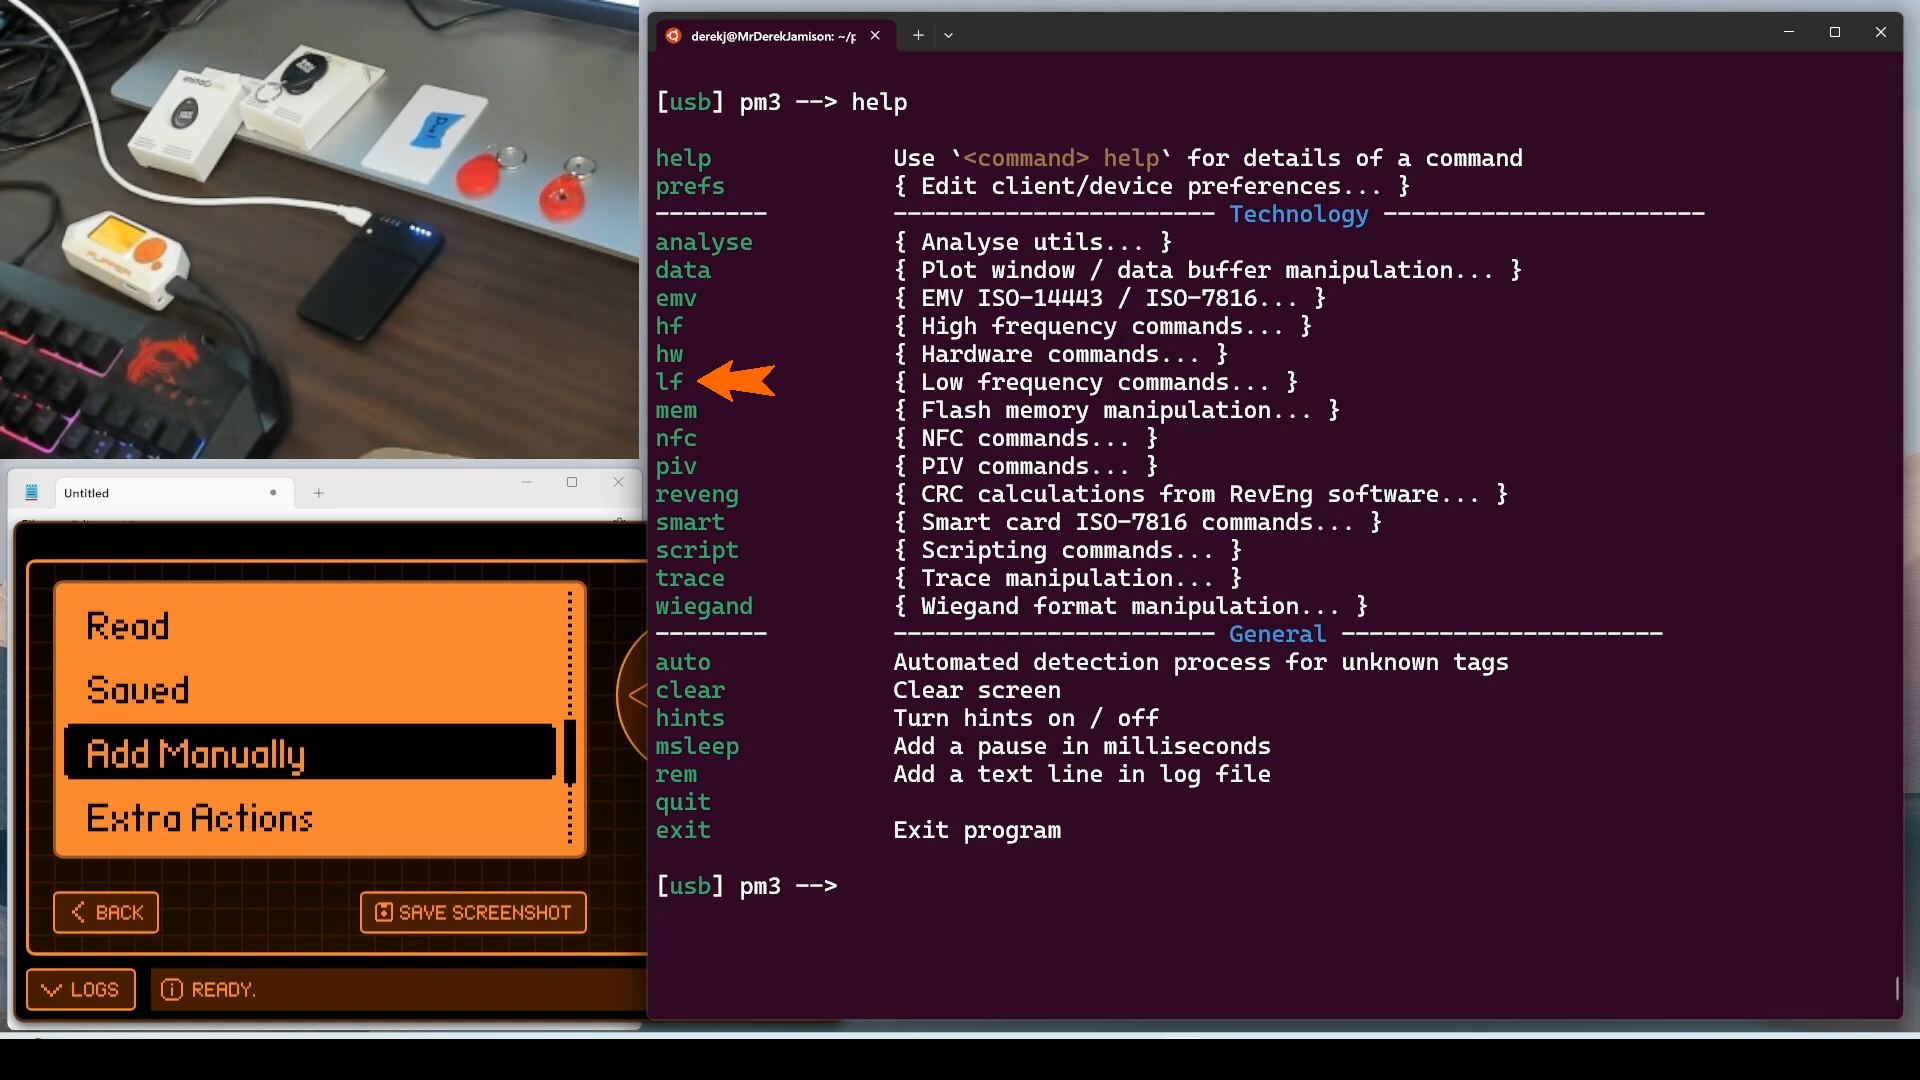 derekj@MrDerekJamison: ~/p
[usb] pm3 --> help
help Use `<command> help` for details of a command
prefs { Edit client/device preferences... }
-------- ----------------------- Technology -----------------------
analyse { Analyse utils... }
data { Plot window / data buffer manipulation... }
emv { EMV ISO-14443 / ISO-7816... }
hf { High frequency commands... }
hw { Hardware commands... }
lf { Low frequency commands... }
mem { Flash memory manipulation... }
nfc { NFC commands... }
piv { PIV commands... }
reveng { CRC calculations from RevEng software... }
smart { Smart card ISO-7816 commands... }
script { Scripting commands... }
trace { Trace manipulation... }
wiegand { Wiegand format manipulation... }
-------- ----------------------- General -----------------------
auto Automated detection process for unknown tags
clear Clear screen
hints Turn hints on / off
msleep Add a pause in milliseconds
rem Add a text line in log file
quit
exit Exit program
[usb] pm3 -->
Dual
FLIPPER
Untitled
Read
Saved
Add Manually
Extra Actions
BACK
SAVE SCREENSHOT
LOGS
READY.